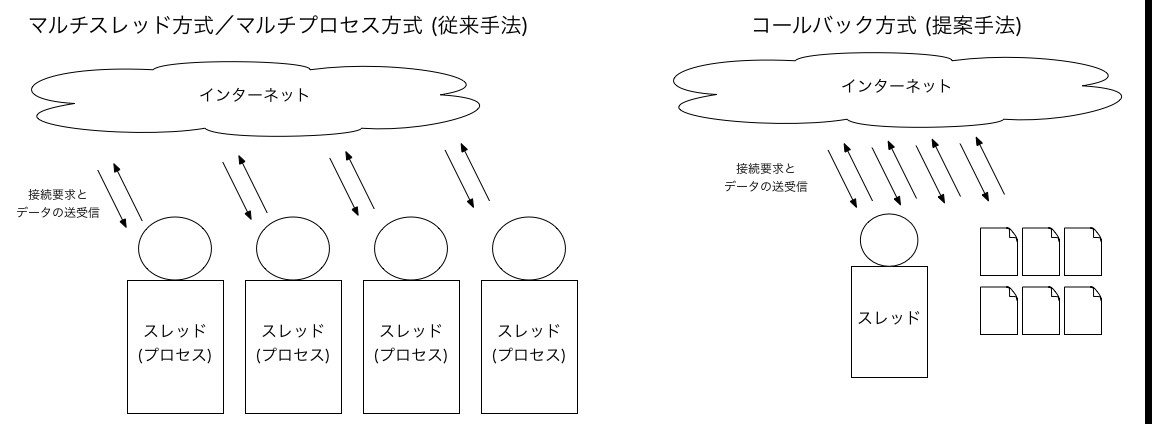 マルチスレッド方式／マルチプロセス方式 (従来手法)
インターネット
接続要求と
データの送受信
スレッド
(プロセス)
スレッド
(プロセス)
スレッド
(プロセス)
スレッド
(プロセス)
コールバック方式 (提案手法)
インターネット
接続要求と
データの送受信
スレッド